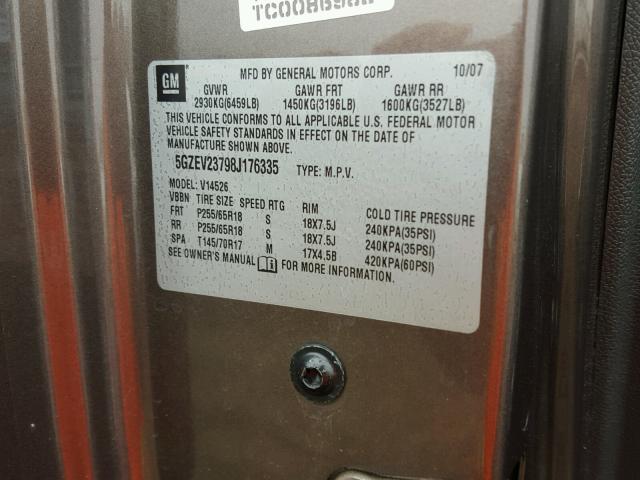 GM MFD BY GENERAL MOTORS CORP. 10/07
GVWR GAWR FRT GAWR RR
2930KG(6459LB) 1450KG(3196LB) 1600KG(3527LB)
THIS VEHICLE CONFORMS TO ALL APPLICABLE U.S. FEDERAL MOTOR
VEHICLE SAFETY STANDARDS IN EFFECT ON THE DATE OF
MANUFACTURE SHOWN ABOVE.
5GZEV23798J176335 TYPE: M.P.V.
MODEL: V14526
VBBN TIRE SIZE SPEED RTG RIM COLD TIRE PRESSURE
FRT P255/65R18 S 18X7.5J 240KPA(35PSI)
RR P255/65R18 S 18X7.5J 240KPA(35PSI)
SPA T145/70R17 M 17X4.5B 420KPA(60PSI)
SEE OWNER'S MANUAL FOR MORE INFORMATION.